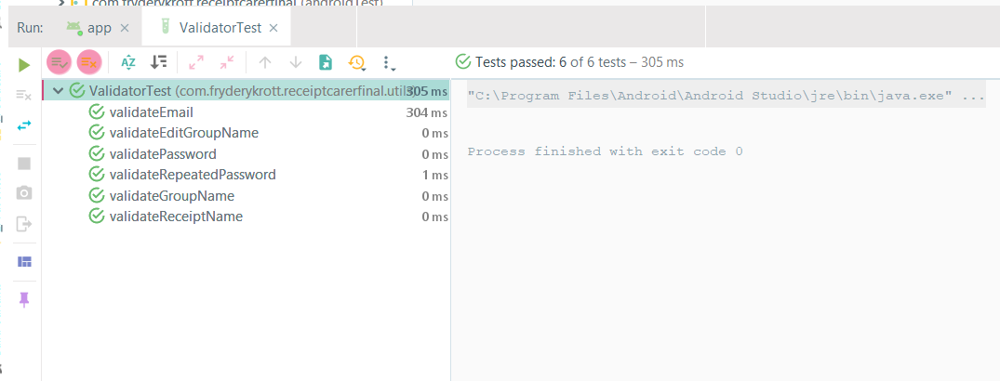 com.fryderykrott.receiptcarerfinal (androidTest)
Run: app × ValidatorTest ×
Tests passed: 6 of 6 tests – 305 ms
ValidatorTest (com.fryderykrott.receiptcarerfinal.utils) 305 ms
validateEmail 304 ms
validateEditGroupName 0 ms
validatePassword 0 ms
validateRepeatedPassword 1 ms
validateGroupName 0 ms
validateReceiptName 0 ms
"C:\Program Files\Android\Android Studio\jre\bin\java.exe" ...
Process finished with exit code 0